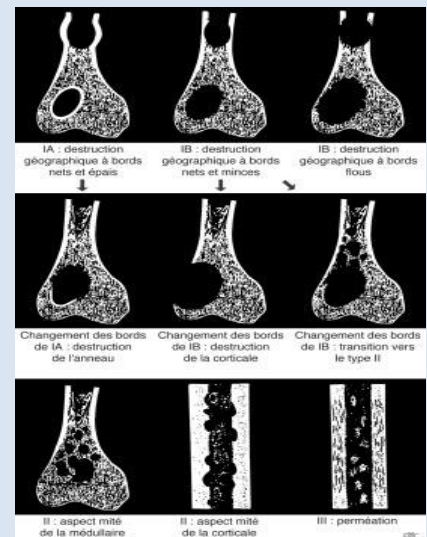 IA : destruction
géographique à bords
nets et épais
IB : destruction
géographique à bords
nets et minces
IB : destruction
géographique à bords
flous
Changement des bords
de IA : destruction
de l'anneau
Changement des bords
de IB : destruction
de la corticale
Changement des bords
de IB : transition vers
le type II
II : aspect mité
de la médullaire
II : aspect mité
de la corticale
III : perméation